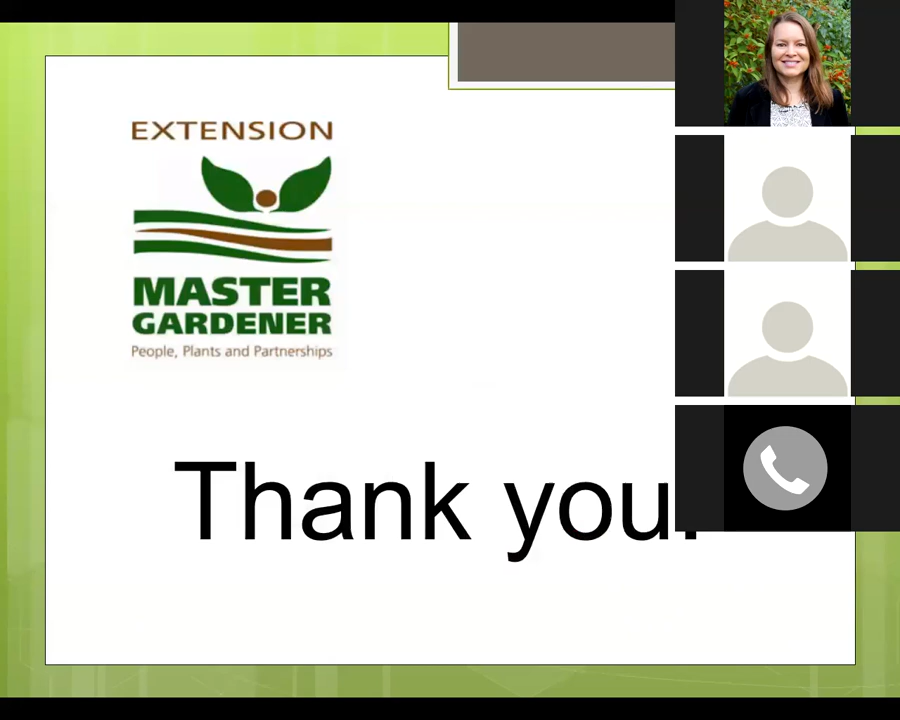 EXTENSION
MASTER
GARDENER
People, Plants and Partnerships
Thank you